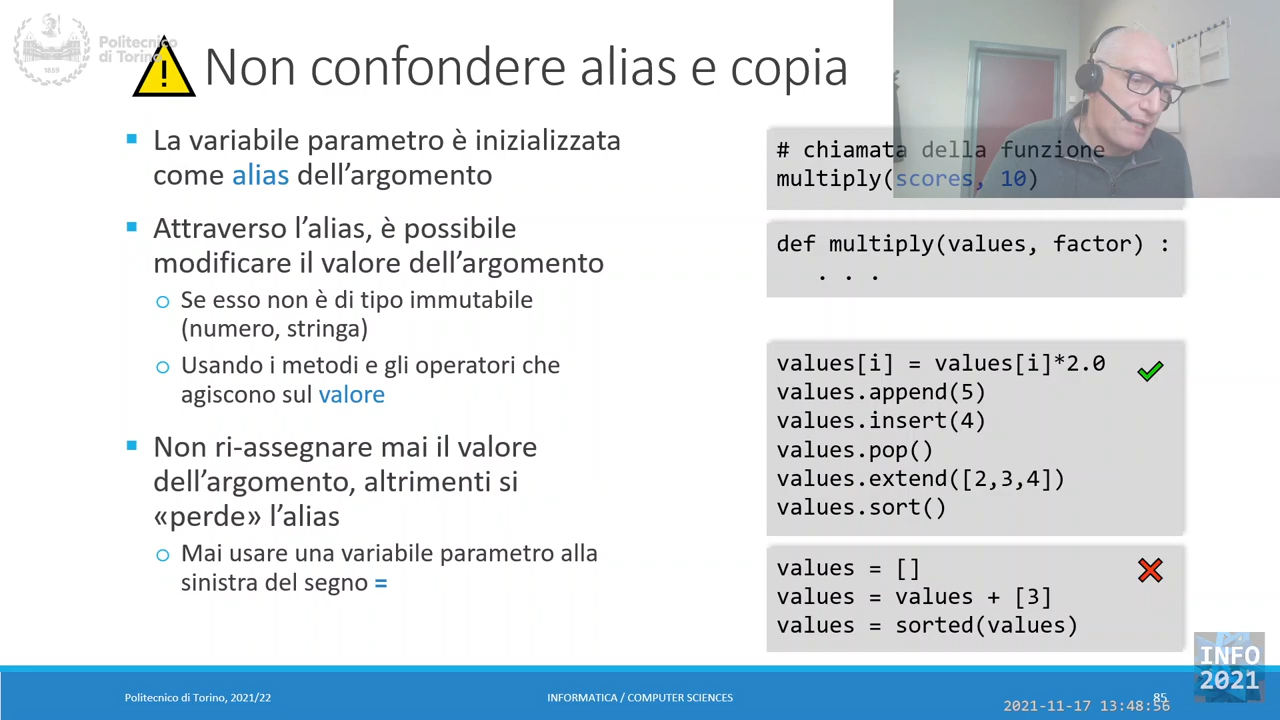 Politecnico
di Torino
1859
Non confondere alias e copia
La variabile parametro è inizializzata
come alias dell’argomento
Attraverso l’alias, è possibile
modificare il valore dell’argomento
Se esso non è di tipo immutabile
(numero, stringa)
Usando i metodi e gli operatori che
agiscono sul valore
Non ri-assegnare mai il valore
dell’argomento, altrimenti si
«perde» l’alias
Mai usare una variabile parametro alla
sinistra del segno =
# chiamata della funzione
multiply(scores, 10)
def multiply(values, factor) :
. . .
values[i] = values[i]*2.0
values.append(5)
values.insert(4)
values.pop()
values.extend([2,3,4])
values.sort()
values = []
values = values + [3]
values = sorted(values)
INFO
2021
Politecnico di Torino, 2021/22
INFORMATICA / COMPUTER SCIENCES
85
2021-11-17 13:48:56